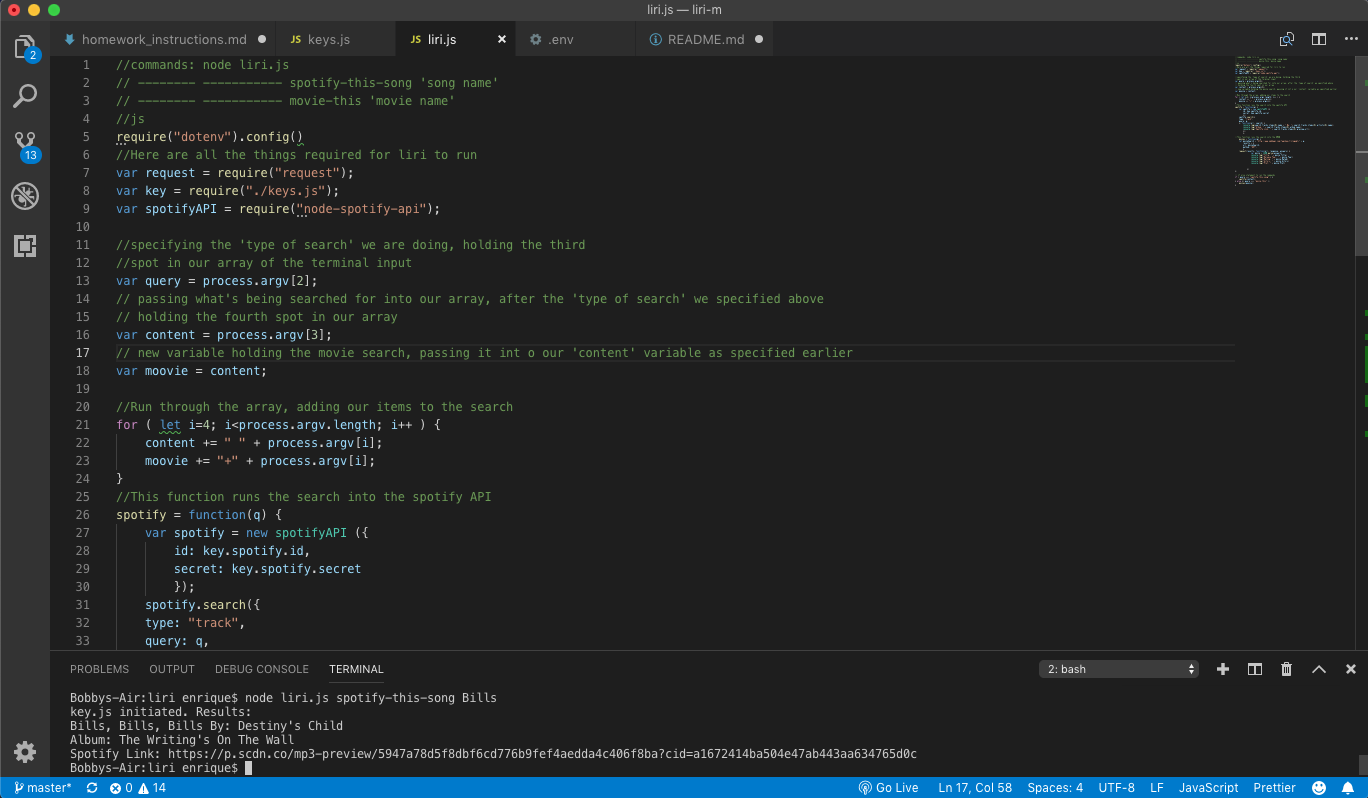 liri.js — liri-m
homework_instructions.md
JS keys.js
JS liri.js
.env
README.md
2
13
1 //commands: node liri.js
2 // -------- ----------- spotify-this-song 'song name'
3 // -------- ----------- movie-this 'movie name'
4 //js
5 require("dotenv").config()
6 //Here are all the things required for liri to run
7 var request = require("request");
8 var key = require("./keys.js");
9 var spotifyAPI = require("node-spotify-api");
10
11 //specifying the 'type of search' we are doing, holding the third
12 //spot in our array of the terminal input
13 var query = process.argv[2];
14 // passing what's being searched for into our array, after the 'type of search' we specified above
15 // holding the fourth spot in our array
16 var content = process.argv[3];
17 // new variable holding the movie search, passing it int o our 'content' variable as specified earlier
18 var moovie = content;
19
20 //Run through the array, adding our items to the search
21 for ( let i=4; i<process.argv.length; i++ ) {
22 content += " " + process.argv[i];
23 moovie += "+" + process.argv[i];
24 }
25 //This function runs the search into the spotify API
26 spotify = function(q) {
27 var spotify = new spotifyAPI ({
28 id: key.spotify.id,
29 secret: key.spotify.secret
30 });
31 spotify.search({
32 type: "track",
33 query: q,
PROBLEMS OUTPUT DEBUG CONSOLE TERMINAL
2: bash
Bobbys-Air:liri enrique$ node liri.js spotify-this-song Bills
key.js initiated. Results:
Bills, Bills, Bills By: Destiny's Child
Album: The Writing's On The Wall
Spotify Link: https://p.scdn.co/mp3-preview/5947a78d5f8dbf6cd776b9fef4aedda4c406f8ba?cid=a1672414ba504e47ab443aa634765d0c
Bobbys-Air:liri enrique$
master* 0 14 Go Live Ln 17, Col 58 Spaces: 4 UTF-8 LF JavaScript Prettier